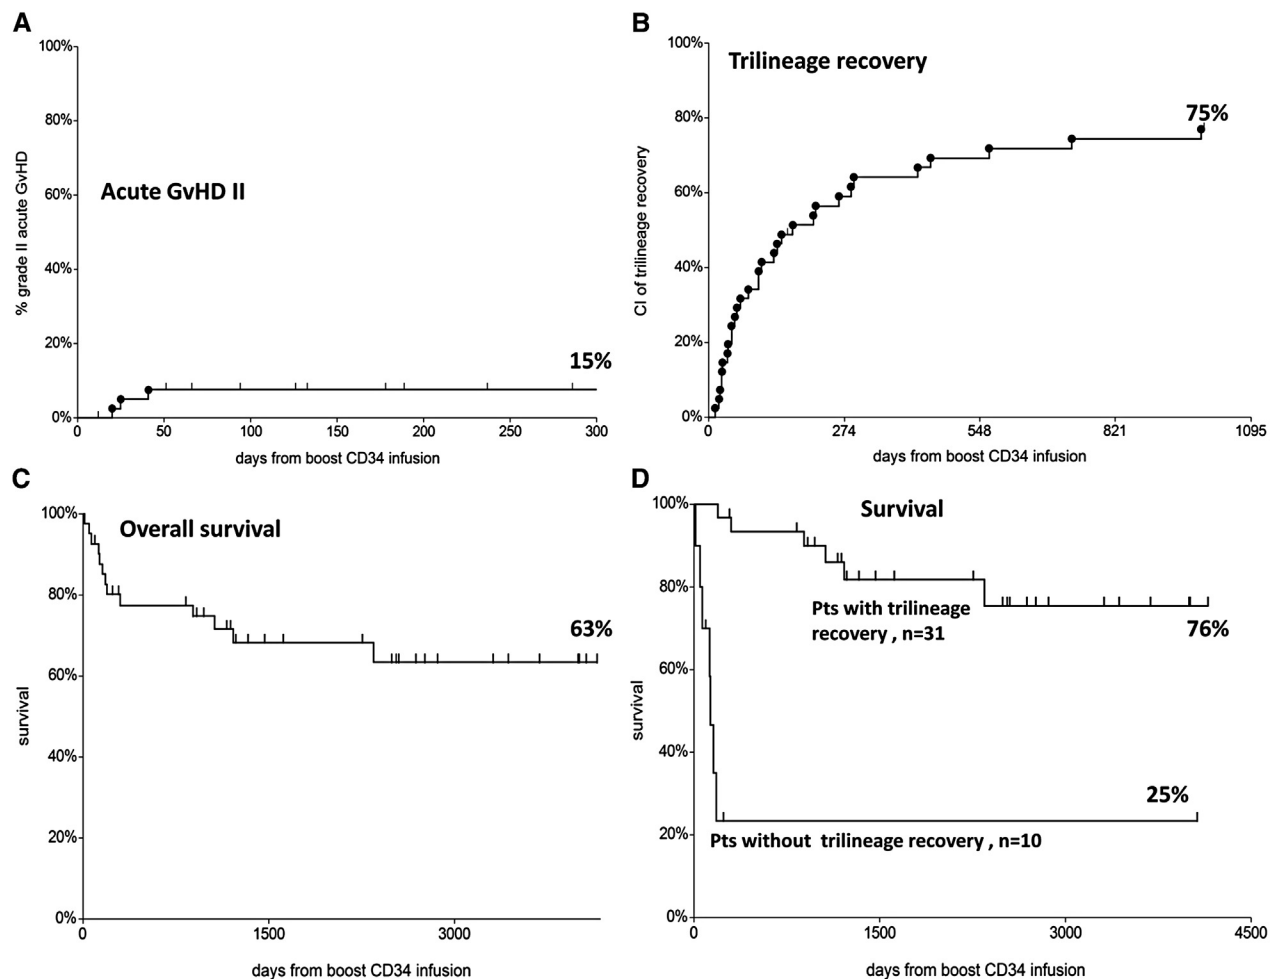 A
100%
80%
60%
40%
20%
0%
% grade II acute GvHD
Acute GvHD II
15%
0 50 100 150 200 250 300
days from boost CD34 infusion
B
100%
80%
60%
40%
20%
0%
CI of trilineage recovery
Trilineage recovery
75%
0 274 548 821 1095
days from boost CD34 infusion
C
100%
80%
60%
40%
20%
0%
survival
Overall survival
63%
0 1500 3000
days from boost CD34 infusion
D
100%
80%
60%
40%
20%
0%
survival
Survival
Pts with trilineage
recovery , n=31
76%
25%
Pts without trilineage recovery , n=10
0 1500 3000 4500
days from boost CD34 infusion